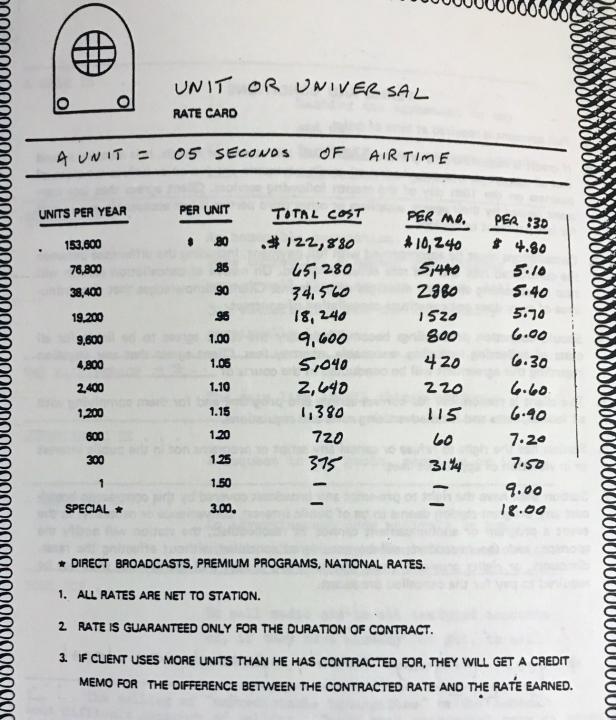 UNIT OR UNIVERSAL
RATE CARD
A UNIT = 05 SECONDS OF AIRTIME
UNITS PER YEAR PER UNIT TOTAL COST PER MO. PER :30
153,600 $ .80 $ 122,880 $ 10,240 $ 4.80
76,800 .85 65,280 5,440 5.10
38,400 .90 34,560 2880 5.40
19,200 .95 18,240 1520 5.70
9,600 1.00 9,600 800 6.00
4,800 1.05 5,040 420 6.30
2,400 1.10 2,640 220 6.60
1,200 1.15 1,380 115 6.90
600 1.20 720 60 7.20
300 1.25 375 31¼ 7.50
1 1.50 — — 9.00
SPECIAL * 3.00. 18.00
* DIRECT BROADCASTS, PREMIUM PROGRAMS, NATIONAL RATES.
1. ALL RATES ARE NET TO STATION.
2. RATE IS GUARANTEED ONLY FOR THE DURATION OF CONTRACT.
3. IF CLIENT USES MORE UNITS THAN HE HAS CONTRACTED FOR, THEY WILL GET A CREDIT
MEMO FOR THE DIFFERENCE BETWEEN THE CONTRACTED RATE AND THE RATE EARNED.